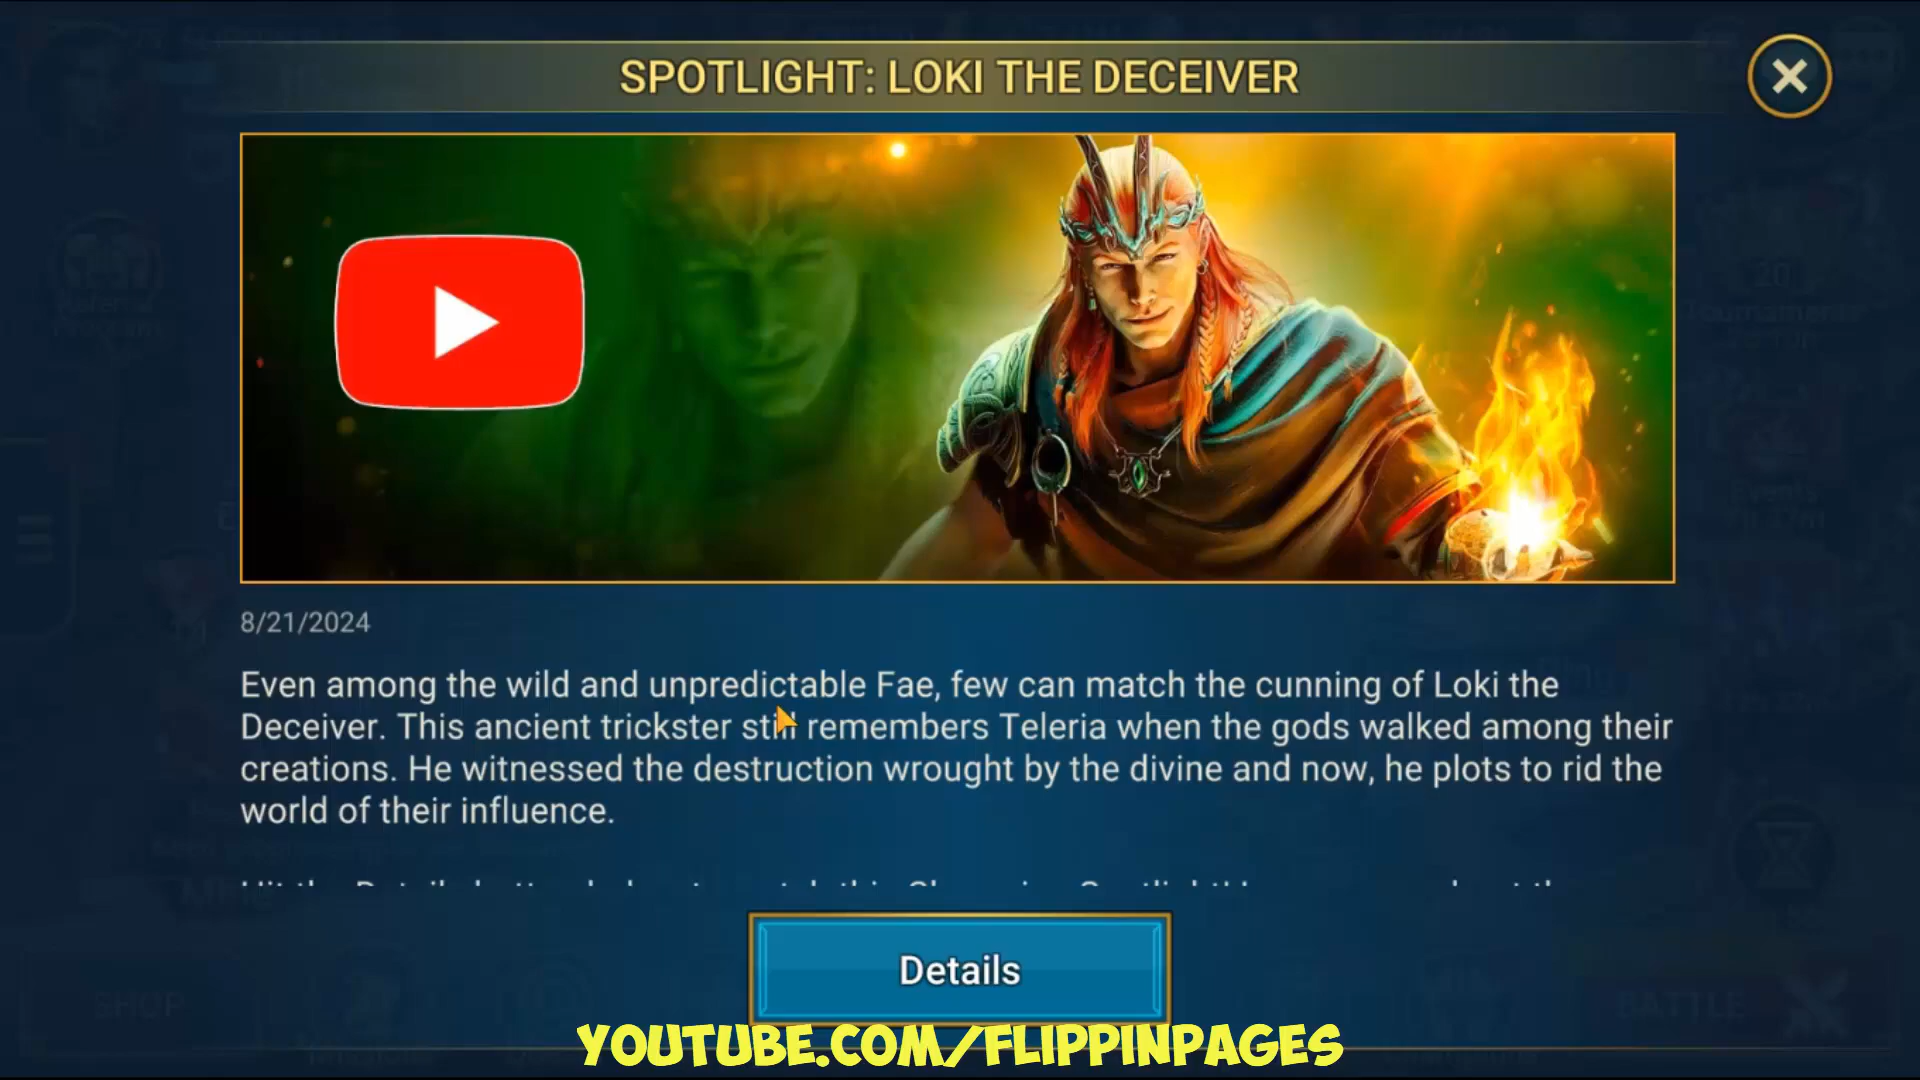 SPOTLIGHT: LOKI THE DECEIVER
8/21/2024
Even among the wild and unpredictable Fae, few can match the cunning of Loki the
Deceiver. This ancient trickster still remembers Teleria when the gods walked among their
creations. He witnessed the destruction wrought by the divine and now, he plots to rid the
world of their influence.
Details
SHOP
BATTLE
YOUTUBE.COM/FLIPPINPAGES